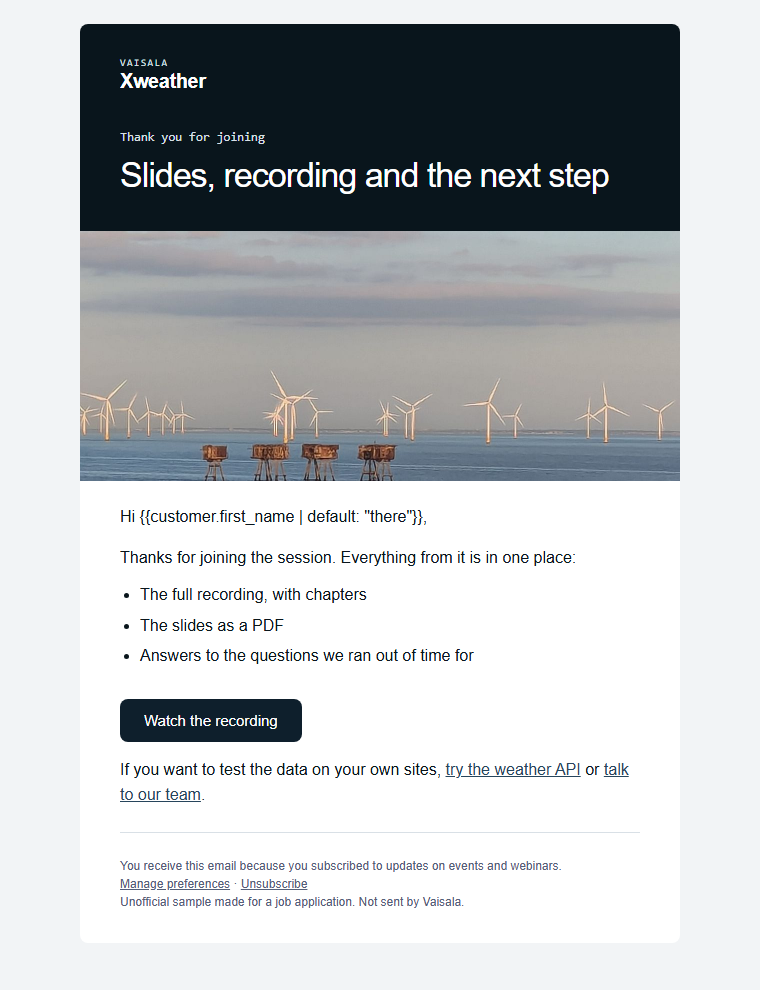 VAISALA
Xweather
Thank you for joining
Slides, recording and the next step
Hi {{customer.first_name | default: "there"}},
Thanks for joining the session. Everything from it is in one place:
• The full recording, with chapters
• The slides as a PDF
• Answers to the questions we ran out of time for
Watch the recording
If you want to test the data on your own sites, try the weather API or talk
to our team.
You receive this email because you subscribed to updates on events and webinars.
Manage preferences · Unsubscribe
Unofficial sample made for a job application. Not sent by Vaisala.